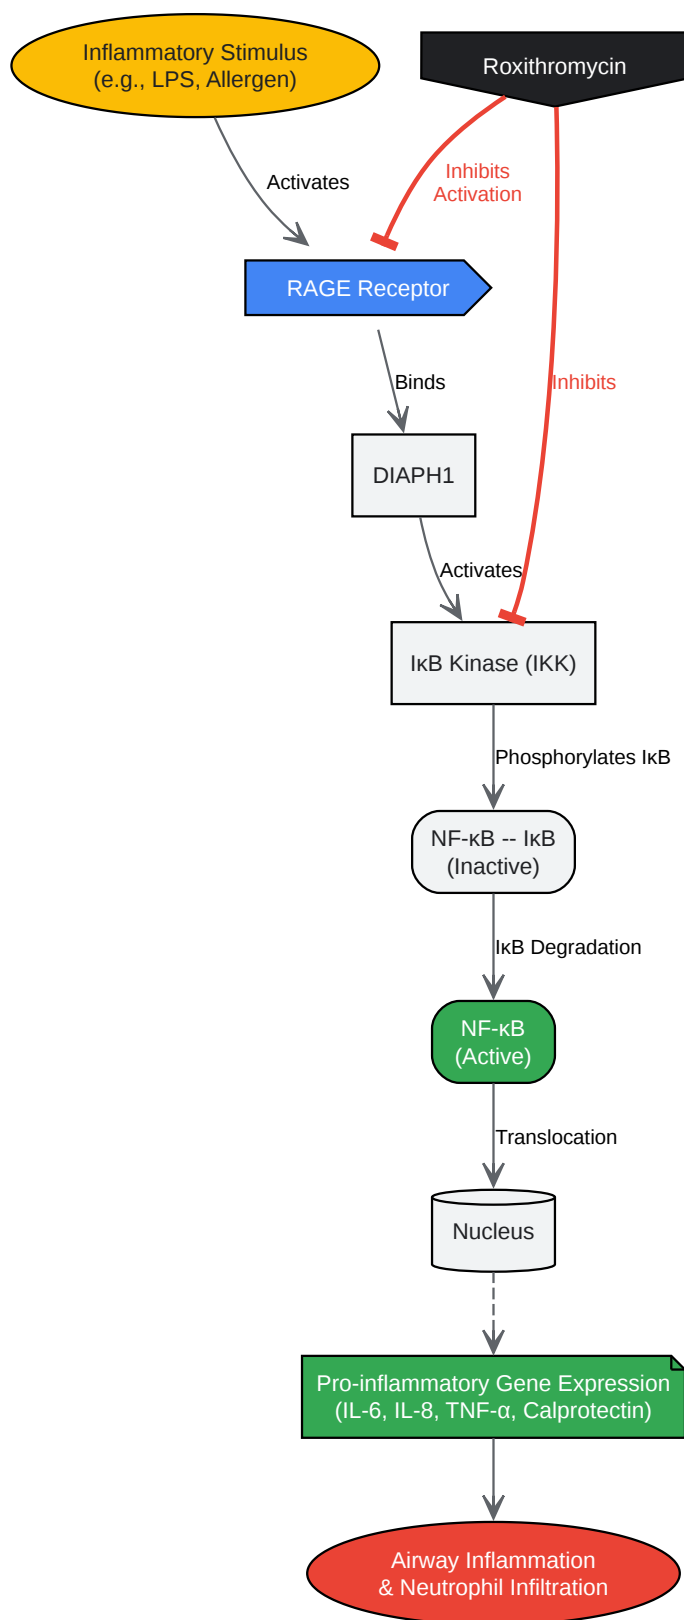 Inflammatory Stimulus
(e.g., LPS, Allergen)
Roxithromycin
Activates
Inhibits
Activation
RAGE Receptor
Binds
Inhibits
DIAPH1
Activates
IκB Kinase (IKK)
Phosphorylates IκB
NF-κB -- IκB
(Inactive)
IκB Degradation
NF-κB
(Active)
Translocation
Nucleus
Pro-inflammatory Gene Expression
(IL-6, IL-8, TNF-α, Calprotectin)
Airway Inflammation
& Neutrophil Infiltration